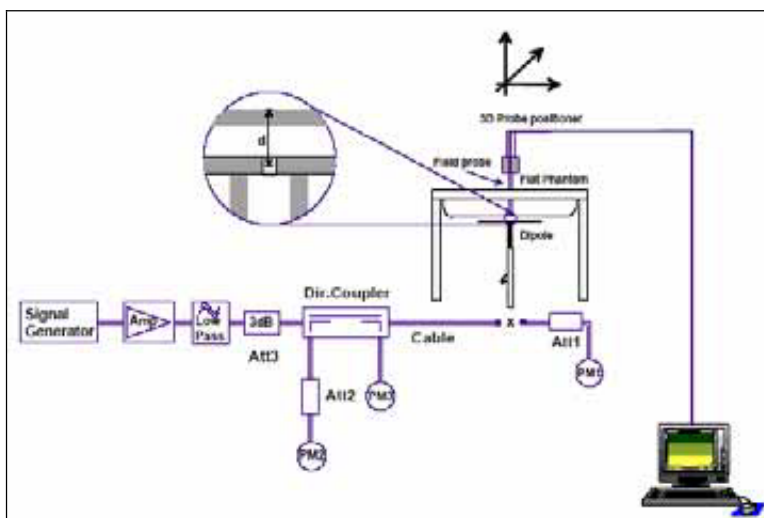 3D Probe positioner
Field probe
Flat Phantom
d
Dipole
Dir.Coupler
Signal
Generator
Amp
Low
Pass
3dB
Att3
Cable
x
Att1
PM1
Att2
PM3
PM2